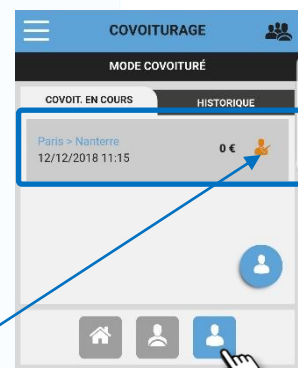 COVOITURAGE
MODE COVOITURÉ
COVOIT. EN COURS
HISTORIQUE
Paris > Nanterre
0 €
12/12/2018 11:15